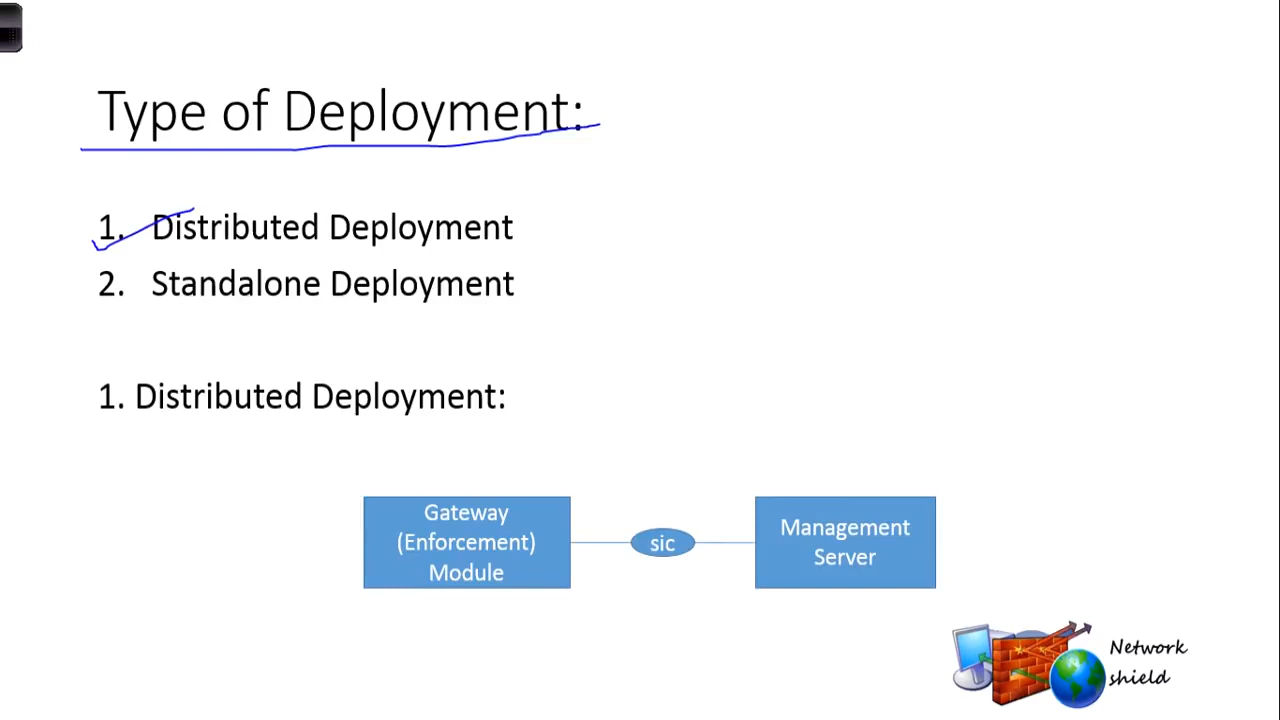 Type of Deployment:
1. Distributed Deployment
2. Standalone Deployment
1. Distributed Deployment:
Gateway
(Enforcement)
Module
sic
Management
Server
Network
shield